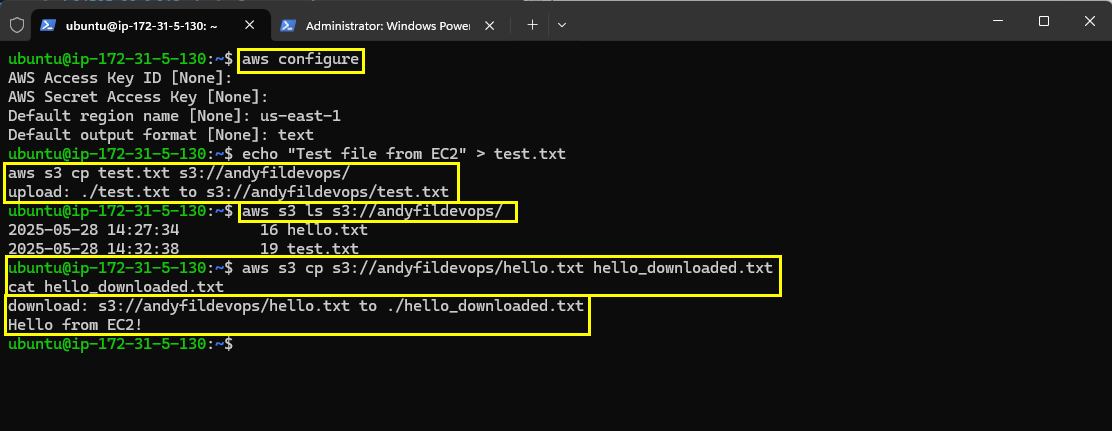 ubuntu@ip-172-31-5-130: ~
Administrator: Windows Power
ubuntu@ip-172-31-5-130:~$ aws configure
AWS Access Key ID [None]:
AWS Secret Access Key [None]:
Default region name [None]: us-east-1
Default output format [None]: text
ubuntu@ip-172-31-5-130:~$ echo "Test file from EC2" > test.txt
aws s3 cp test.txt s3://andyfildevops/
upload: ./test.txt to s3://andyfildevops/test.txt
ubuntu@ip-172-31-5-130:~$ aws s3 ls s3://andyfildevops/
2025-05-28 14:27:34         16 hello.txt
2025-05-28 14:32:38         19 test.txt
ubuntu@ip-172-31-5-130:~$ aws s3 cp s3://andyfildevops/hello.txt hello_downloaded.txt
cat hello_downloaded.txt
download: s3://andyfildevops/hello.txt to ./hello_downloaded.txt
Hello from EC2!
ubuntu@ip-172-31-5-130:~$